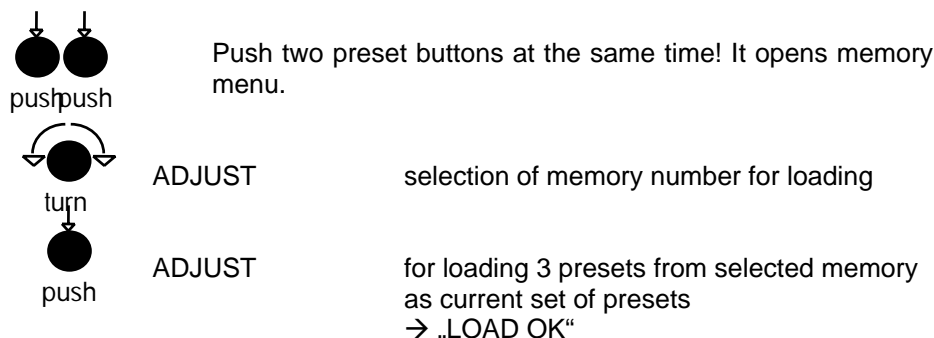 Push two preset buttons at the same time! It opens memory
menu.
push push
ADJUST selection of memory number for loading
turn
ADJUST for loading 3 presets from selected memory
push
as current set of presets
→ „LOAD OK“